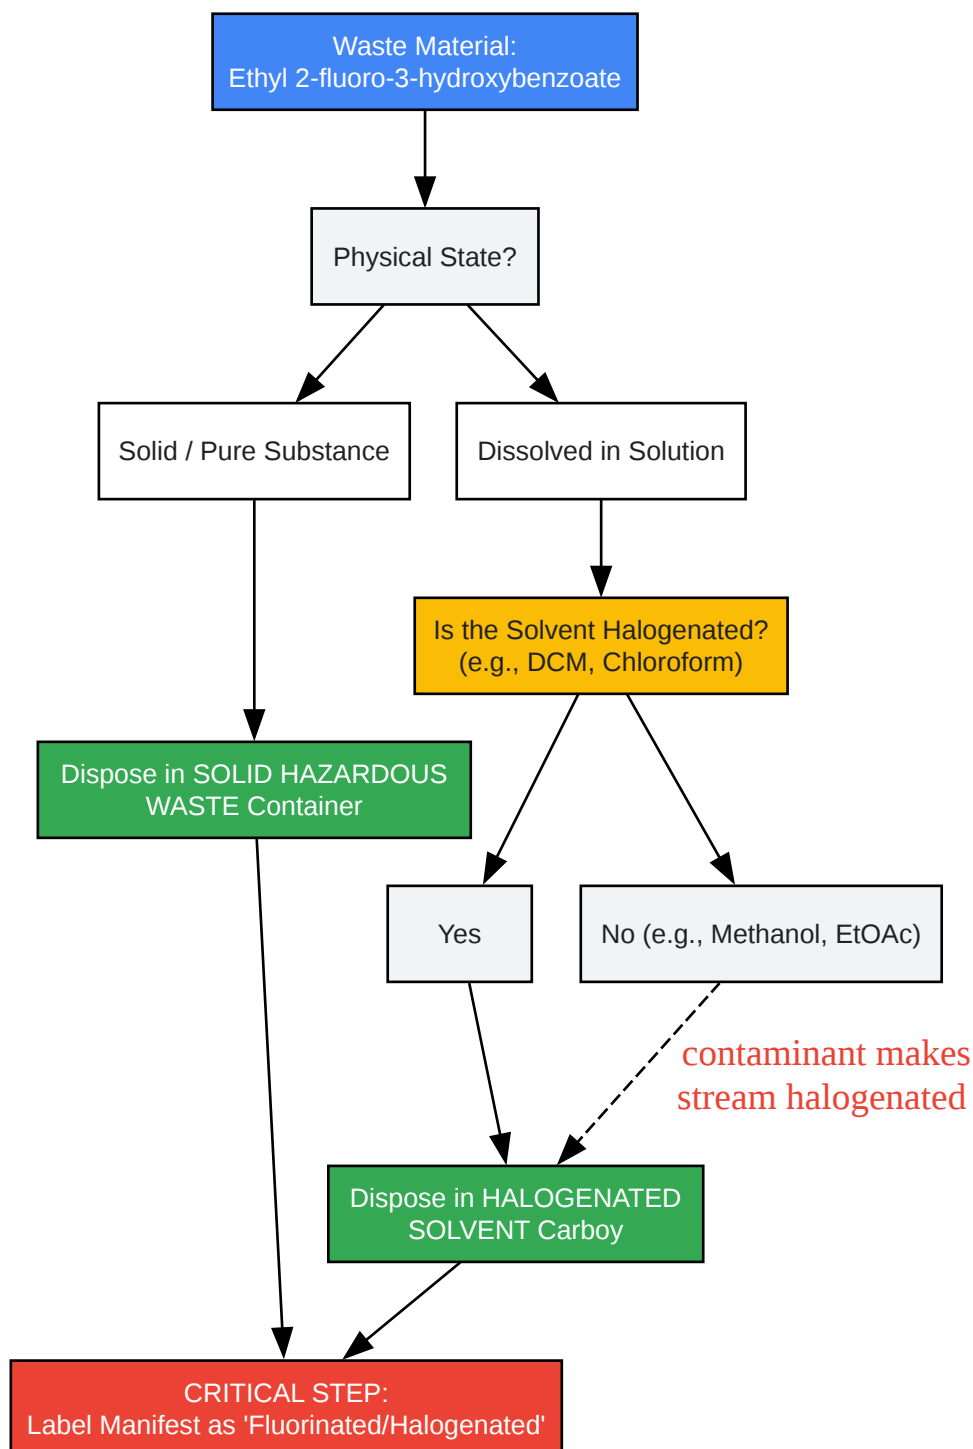 Waste Material:
Ethyl 2-fluoro-3-hydroxybenzoate
Physical State?
Solid / Pure Substance
Dissolved in Solution
Is the Solvent Halogenated?
(e.g., DCM, Chloroform)
Dispose in SOLID HAZARDOUS
WASTE Container
Yes
No (e.g., Methanol, EtOAc)
contaminant makes
stream halogenated
Dispose in HALOGENATED
SOLVENT Carboy
CRITICAL STEP:
Label Manifest as 'Fluorinated/Halogenated'